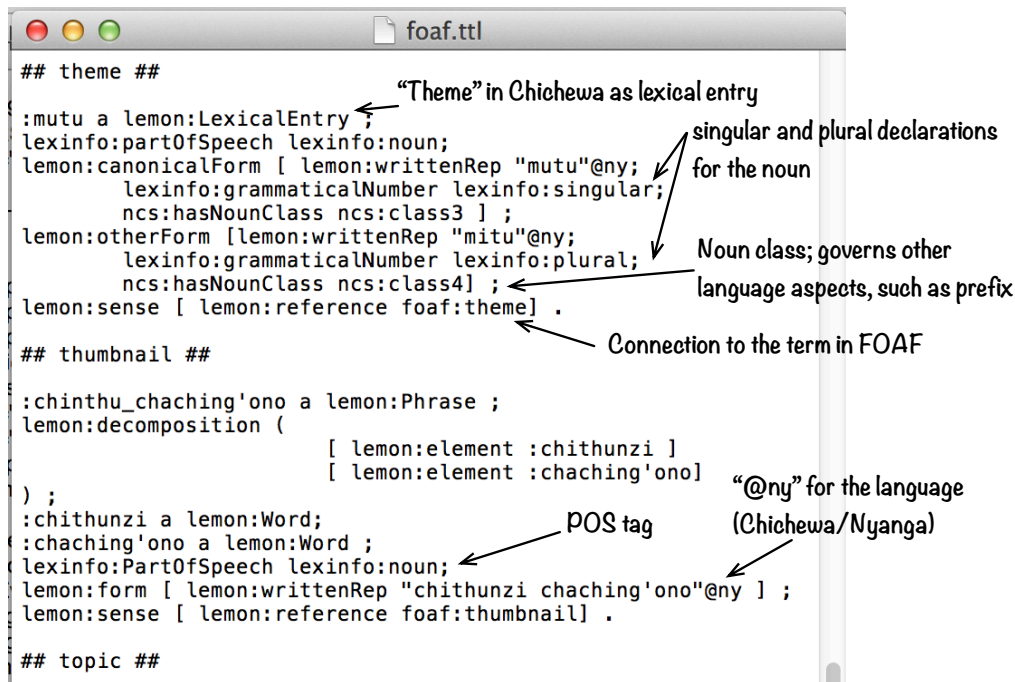 foaf.ttl
## theme ##
“Theme” in Chichewa as lexical entry
:mutu a lemon:LexicalEntry ;
lexinfo:partOfSpeech lexinfo:noun;
lemon:canonicalForm [ lemon:writtenRep "mutu"@ny;
lexinfo:grammaticalNumber lexinfo:singular;
ncs:hasNounClass ncs:class3 ] ;
singular and plural declarations
for the noun
lemon:otherForm [lemon:writtenRep "mitu"@ny;
lexinfo:grammaticalNumber lexinfo:plural;
ncs:hasNounClass ncs:class4] ;
Noun class; governs other
language aspects, such as prefix
lemon:sense [ lemon:reference foaf:theme] .
Connection to the term in FOAF
## thumbnail ##
:chinthu_chaching'ono a lemon:Phrase ;
lemon:decomposition (
[ lemon:element :chithunzi ]
[ lemon:element :chaching'ono]
) ;
“@ny” for the language
(Chichewa/Nyanga)
:chithunzi a lemon:Word;
:chaching'ono a lemon:Word ;
POS tag
lexinfo:PartOfSpeech lexinfo:noun;
lemon:form [ lemon:writtenRep "chithunzi chaching'ono"@ny ] ;
lemon:sense [ lemon:reference foaf:thumbnail] .
## topic ##